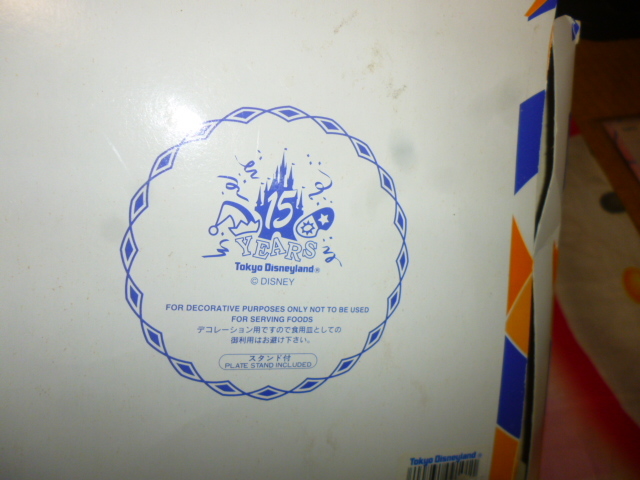 15
YEARS
Tokyo Disneyland®
© DISNEY
FOR DECORATIVE PURPOSES ONLY NOT TO BE USED
FOR SERVING FOODS
デコレーション用ですので食用皿としての
御利用はお避け下さい。
スタンド付
PLATE STAND INCLUDED
Tokyo Disneyland®